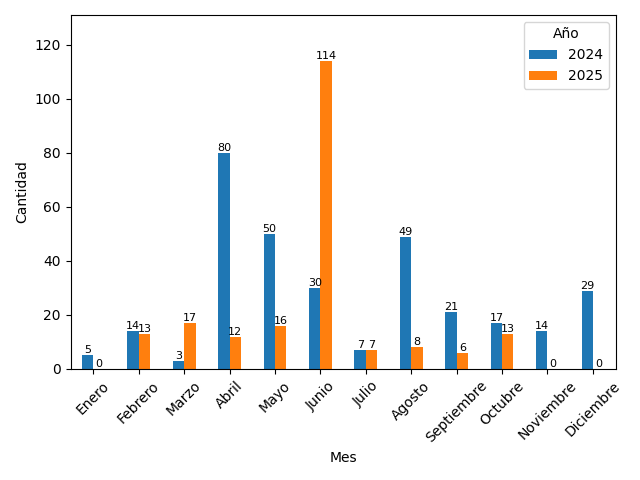 Año
2024
2025
120
100
80
60
40
20
0
Cantidad
5 0
14 13
3 17
80 12
50 16
30 114
7 7
49 8
21 6
17 13
14 0
29 0
Enero
Febrero
Marzo
Abril
Mayo
Junio
Julio
Agosto
Septiembre
Octubre
Noviembre
Diciembre
Mes